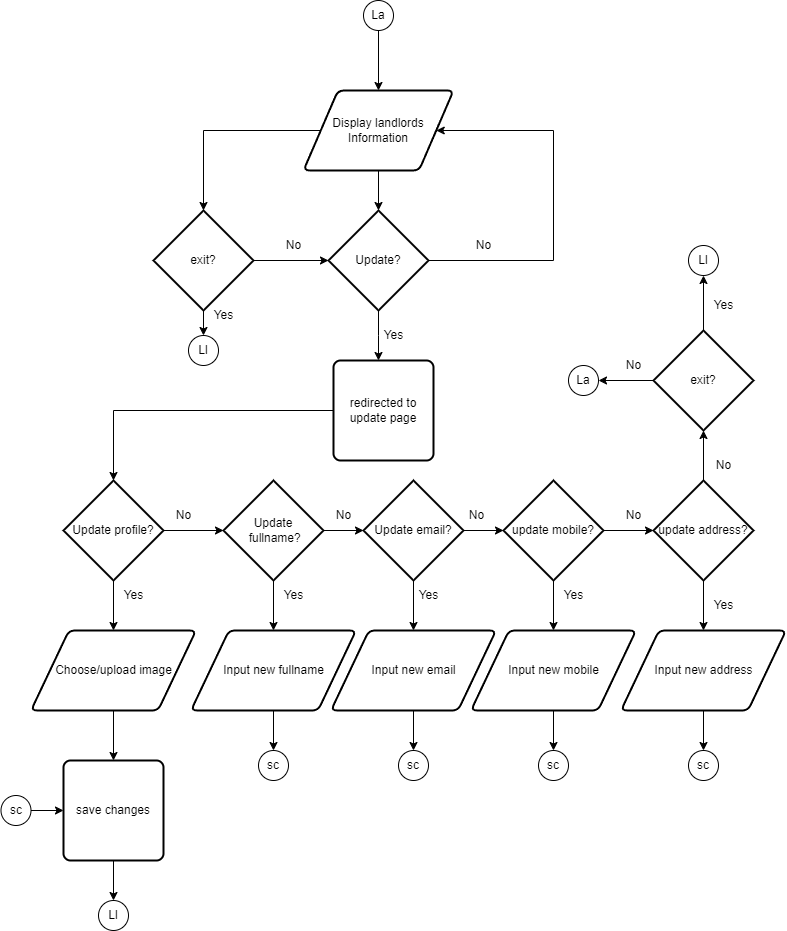 La
Display landlords
Information
exit?
No
Update?
No
Yes
Ll
Yes
redirected to
update page
Ll
Yes
exit?
No
La
No
Update profile?
No
Update
fullname?
No
Update email?
No
update mobile?
No
update address?
Yes
Yes
Yes
Yes
Yes
Choose/upload image
Input new fullname
Input new email
Input new mobile
Input new address
sc
sc
sc
sc
sc
save changes
Ll